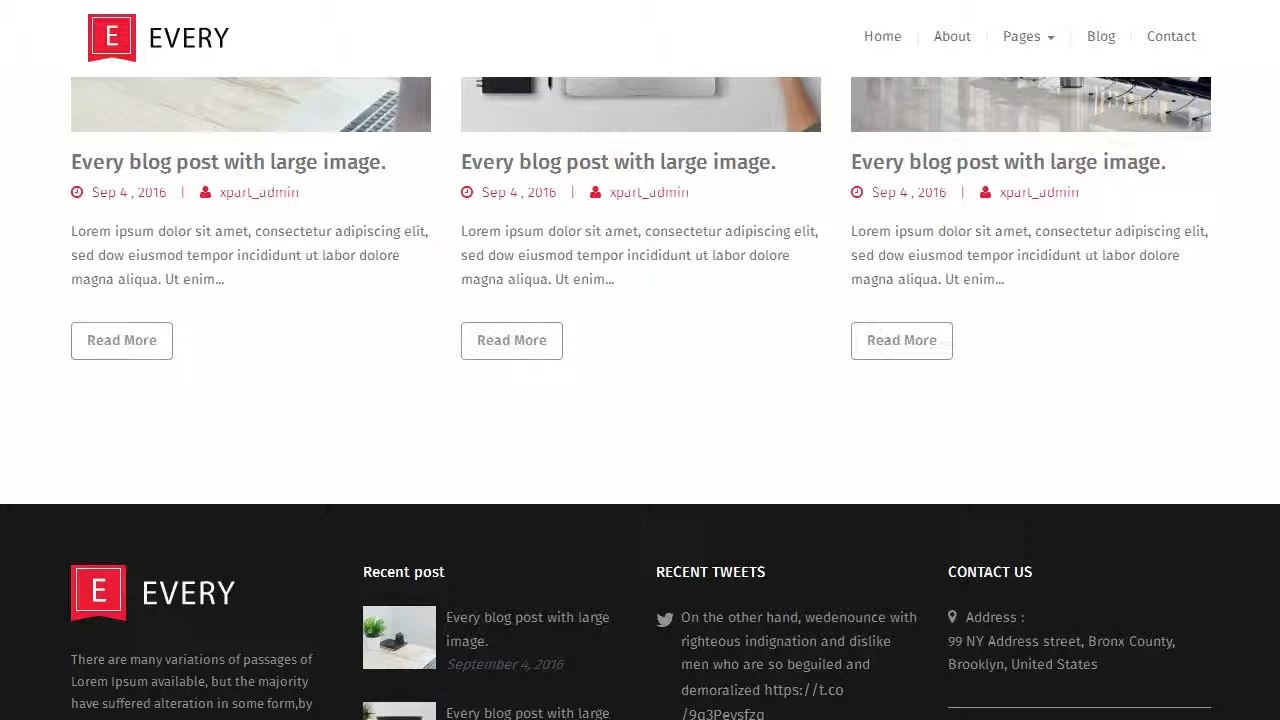 E EVERY
Home
About
Pages
Blog
Contact
Every blog post with large image.
Sep 4 , 2016 | xpart_admin
Lorem ipsum dolor sit amet, consectetur adipiscing elit,
sed dow eiusmod tempor incididunt ut labor dolore
magna aliqua. Ut enim...
Read More
Every blog post with large image.
Sep 4 , 2016 | xpart_admin
Lorem ipsum dolor sit amet, consectetur adipiscing elit,
sed dow eiusmod tempor incididunt ut labor dolore
magna aliqua. Ut enim...
Read More
Every blog post with large image.
Sep 4 , 2016 | xpart_admin
Lorem ipsum dolor sit amet, consectetur adipiscing elit,
sed dow eiusmod tempor incididunt ut labor dolore
magna aliqua. Ut enim...
Read More
E EVERY
There are many variations of passages of
Lorem Ipsum available, but the majority
have suffered alteration in some form,by
Recent post
Every blog post with large
image.
September 4, 2016
Every blog post with large
RECENT TWEETS
On the other hand, wedenounce with
righteous indignation and dislike
men who are so beguiled and
demoralized https://t.co
/9q3Pevsfzq
CONTACT US
Address :
99 NY Address street, Bronx County,
Brooklyn, United States